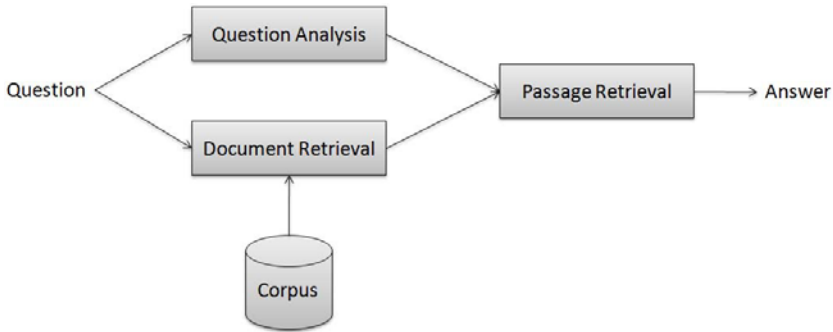 Question Analysis
Question
Passage Retrieval
Answer
Document Retrieval
Corpus